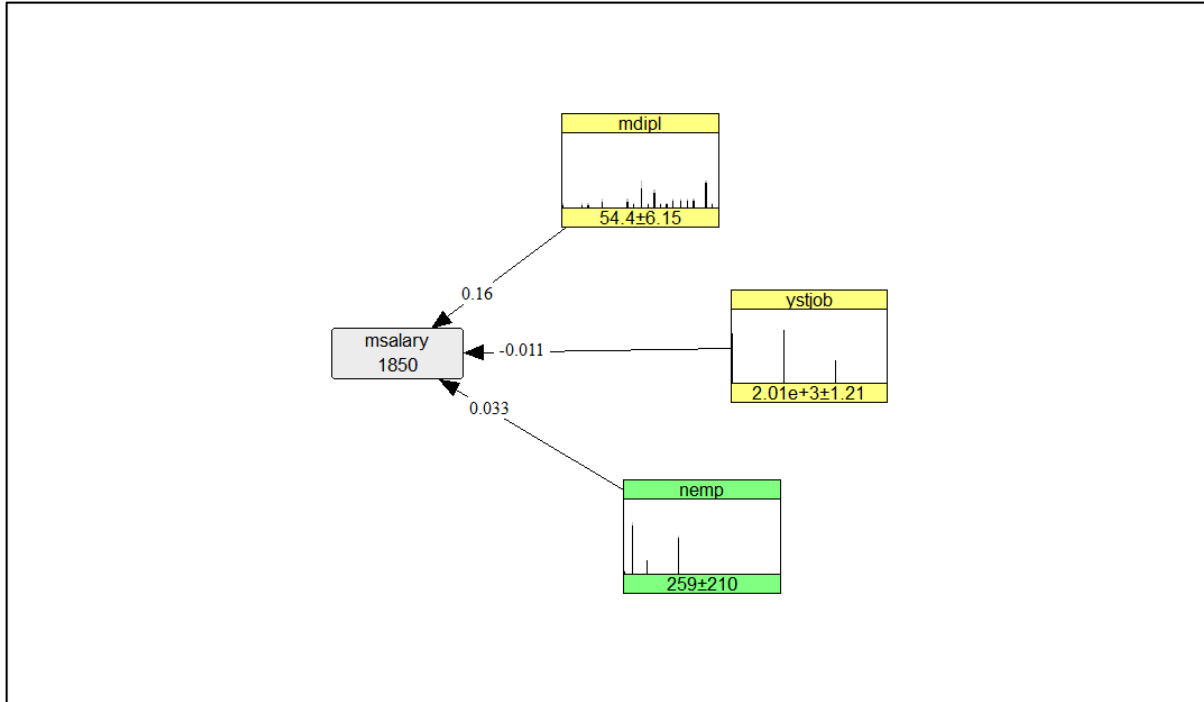 mdipl
54.4±6.15
0.16
ystjob
2.01e+3±1.21
msalary
1850
-0.011
0.033
nemp
259±210